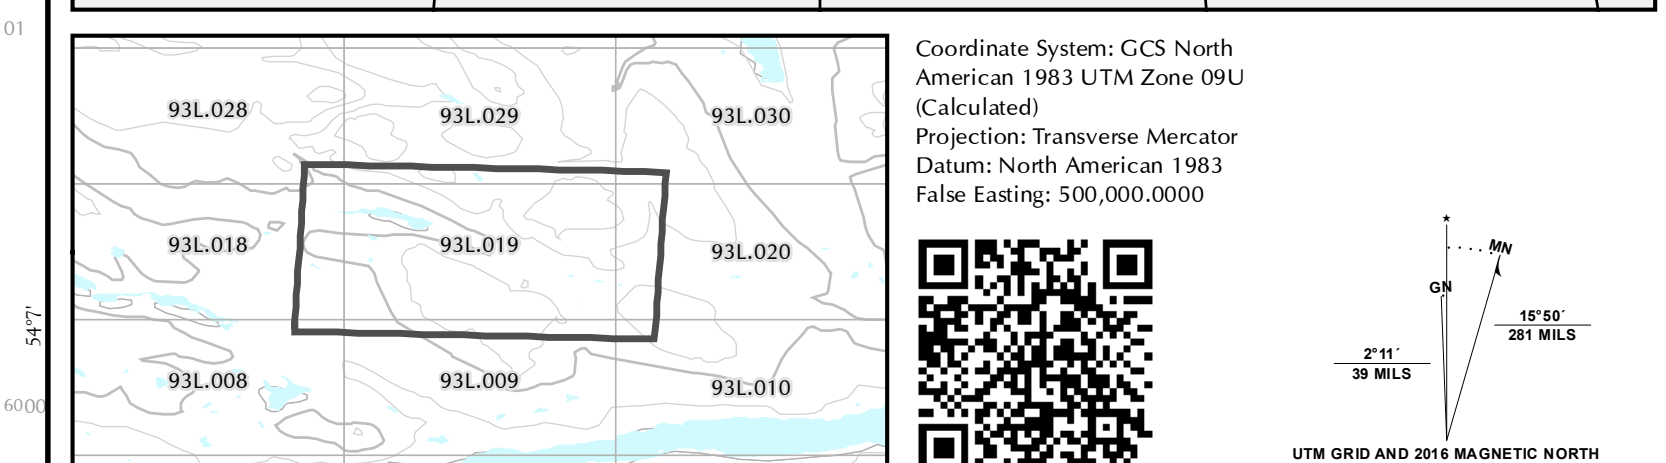 01
93L.028
93L.029
93L.030
93L.018
93L.019
93L.020
93L.008
93L.009
93L.010
54°7'
6000
Coordinate System: GCS North
American 1983 UTM Zone 09U
(Calculated)
Projection: Transverse Mercator
Datum: North American 1983
False Easting: 500,000.0000
MN
GN
15°50´
281 MILS
2°11´
39 MILS
UTM GRID AND 2016 MAGNETIC NORTH